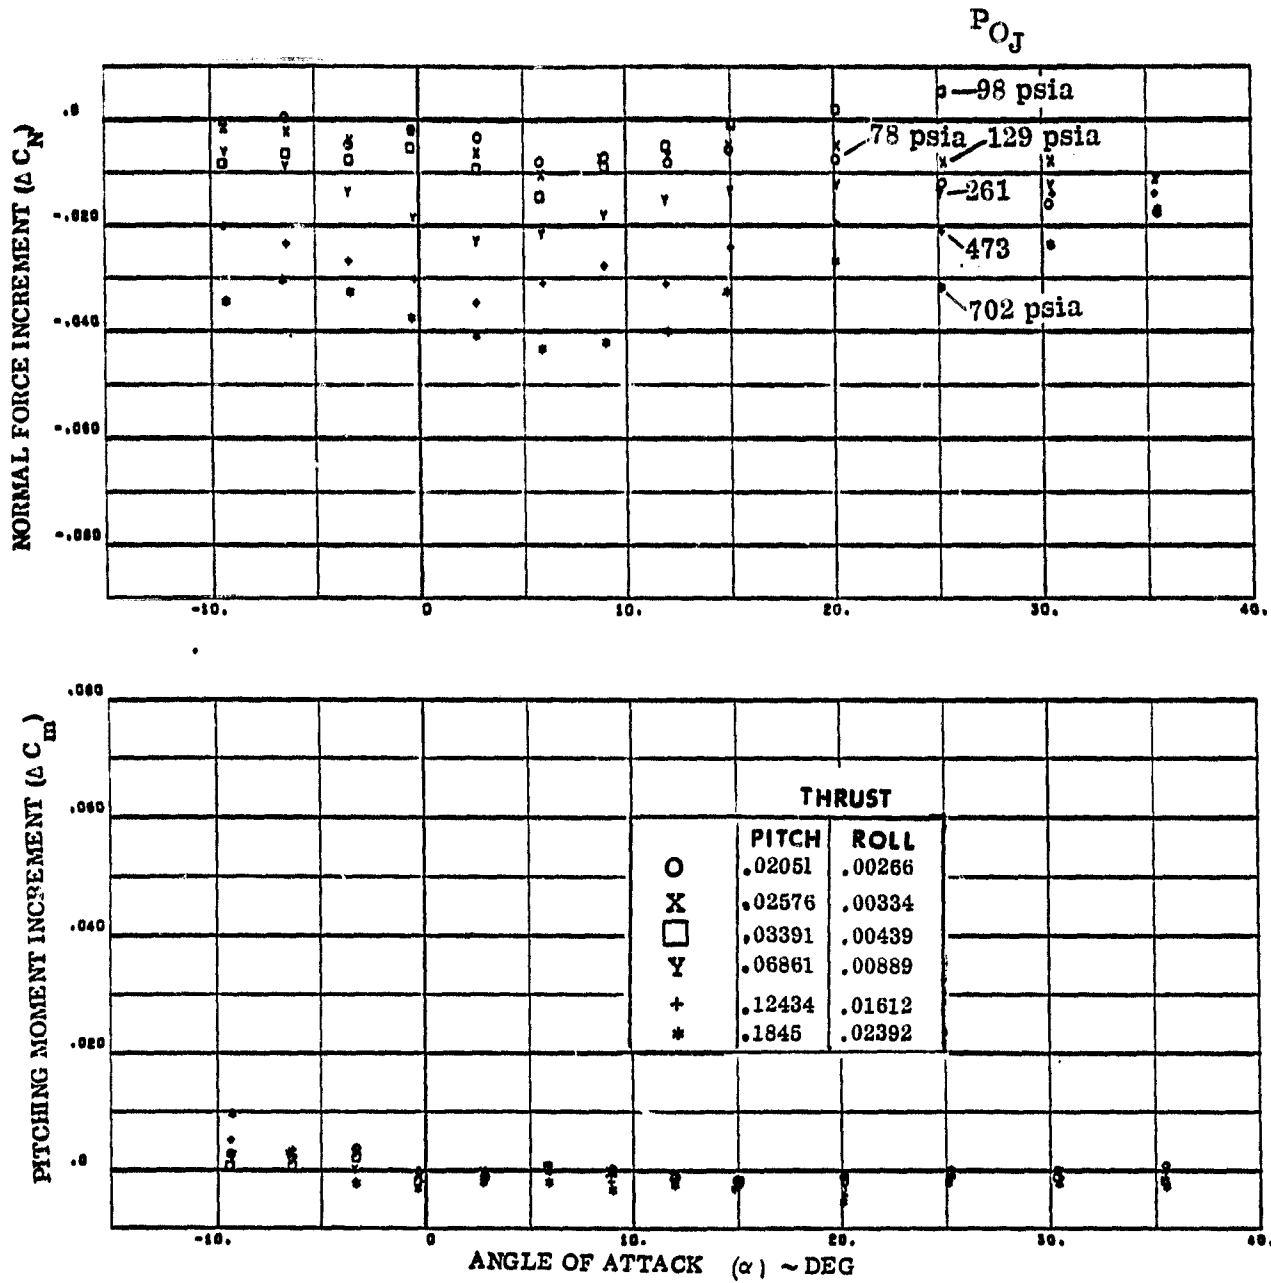 P_OJ
NORMAL FORCE INCREMENT (Δ C_N)
.0
-.020
-.040
-.060
-.080
98 psia
78 psia
129 psia
261
473
702 psia
-10. 0 10. 20. 30. 40.
PITCHING MOMENT INCREMENT (Δ C_m)
.080
.060
.040
.020
.0
THRUST
PITCH ROLL
O .02051 .00266
X .02576 .00334
□ .03391 .00439
Y .06861 .00889
+ .12434 .01612
* .1845 .02392
-10. 0 10. 20. 30. 40.
ANGLE OF ATTACK (α) ~ DEG